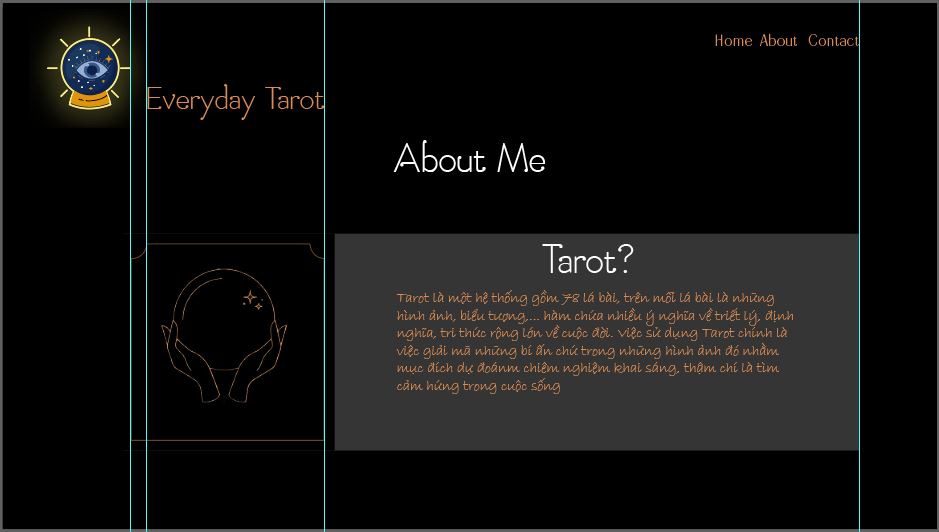 Home About Contact
Everyday Tarot
About Me
Tarot?
Tarot là một hệ thống gồm 78 lá bài, trên mỗi lá bài là những
hình ảnh, biểu tượng,... hàm chứa nhiều ý nghĩa về triết lý, định
nghĩa, tri thức rộng lớn về cuộc đời. Việc sử dụng Tarot chính là
việc giải mã những bí ẩn chứ trong những hình ảnh đó nhằm
mục đích dự đoánm chiêm nghiệm khai sáng, thậm chí là tìm
cảm hứng trong cuộc sống